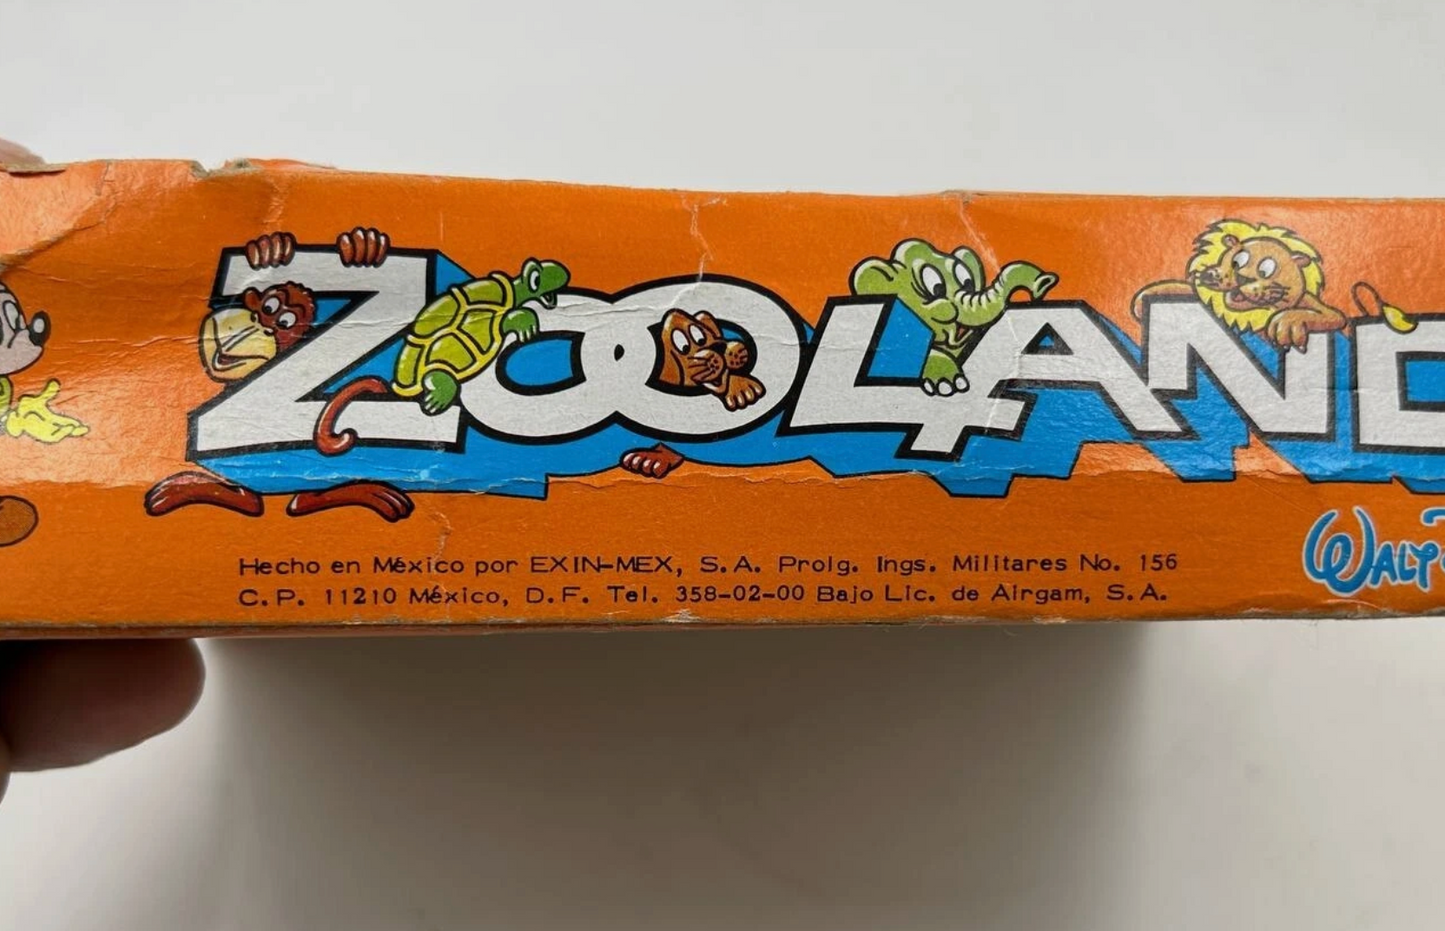 ZOOLAND
Hecho en México por EXIN-MEX, S.A. Prolg. Ings. Militares No. 156
C.P. 11210 México, D.F. Tel. 358-02-00 Bajo Lic. de Airgam, S.A.
WALT